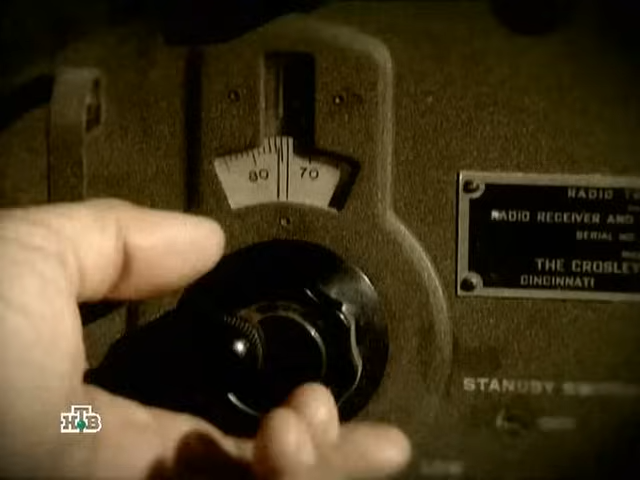 80 70
RADIO
RADIO RECEIVER AND
SERIAL NO
THE CROSLEY
CINCINNATI
STANDBY
НТВ